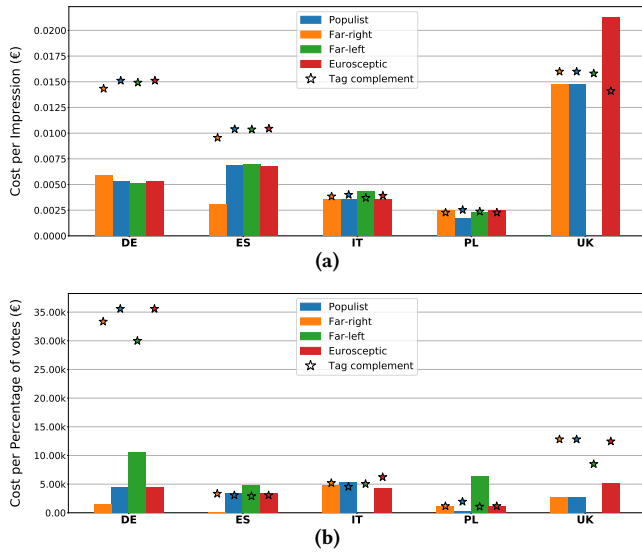 0.0200
0.0175
0.0150
0.0125
0.0100
0.0075
0.0050
0.0025
0.0000
Cost per Impression (€)
Populist
Far-right
Far-left
Eurosceptic
Tag complement
DE ES IT PL UK
(a)
35.00k
30.00k
25.00k
20.00k
15.00k
10.00k
5.00k
0.00
Cost per Percentage of votes (€)
Populist
Far-right
Far-left
Eurosceptic
Tag complement
DE ES IT PL UK
(b)